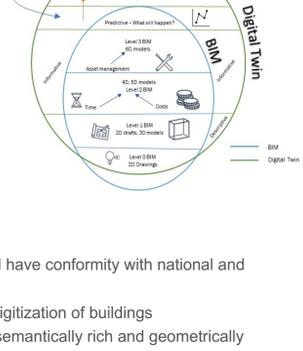 Predictive – What will happen?
Digital Twin
BIM
Level 3 BIM
6D models
Asset management
Informative
Informative
4D, 5D models
Level 2 BIM
Time
Costs
Level 1 BIM
2D drafts, 3D models
Descriptive
Level 0 BIM
2D Drawings
BIM
Digital Twin
have conformity with national and
igitization of buildings
semantically rich and geometrically